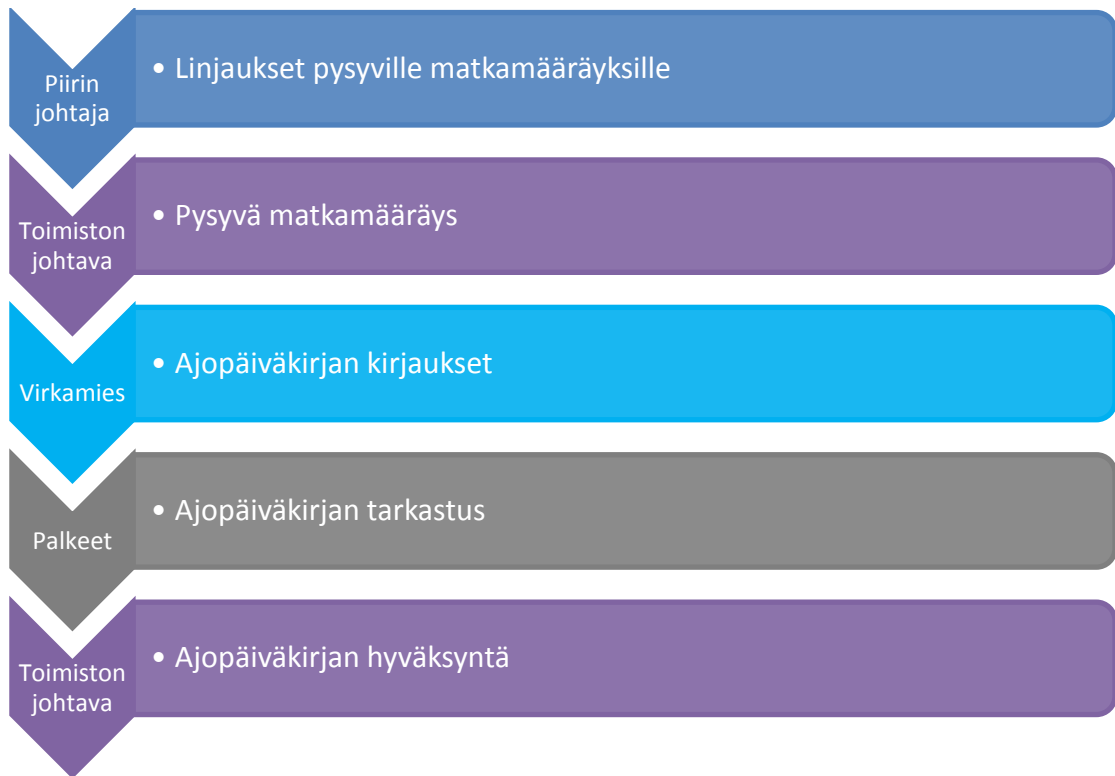 Piirin
johtaja
• Linjaukset pysyville matkamääräyksille
Toimiston
johtava
• Pysyvä matkamääräys
Virkamies
• Ajopäiväkirjan kirjaukset
Palkeet
• Ajopäiväkirjan tarkastus
Toimiston
johtava
• Ajopäiväkirjan hyväksyntä